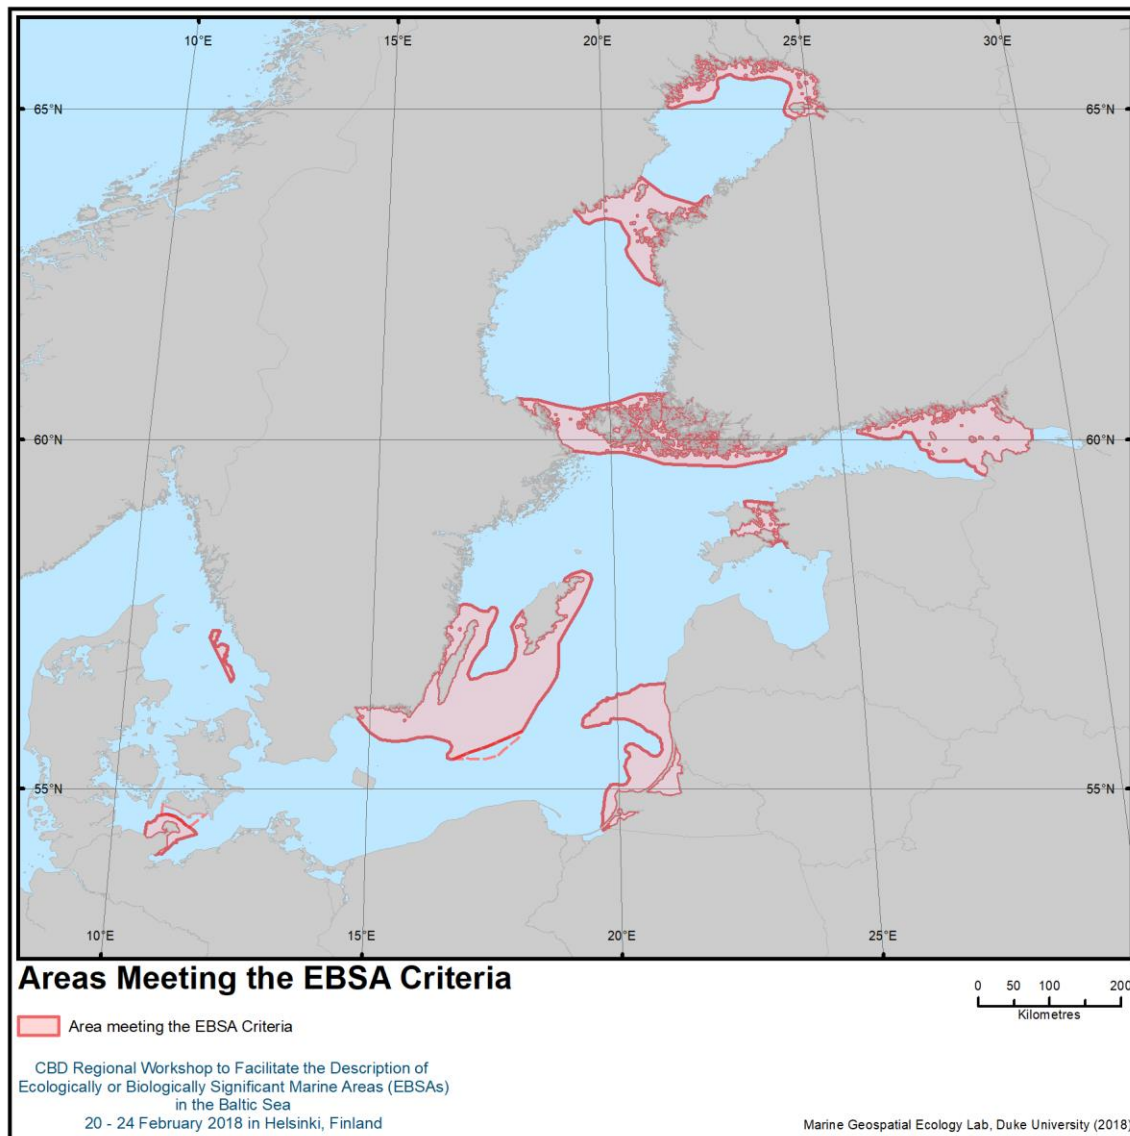 10°E 15°E 20°E 25°E 30°E
65°N 65°N
60°N 60°N
55°N 55°N
10°E 15°E 20°E 25°E
Areas Meeting the EBSA Criteria
0 50 100 200
Kilometres
Area meeting the EBSA Criteria
CBD Regional Workshop to Facilitate the Description of
Ecologically or Biologically Significant Marine Areas (EBSAs)
in the Baltic Sea
20 - 24 February 2018 in Helsinki, Finland
Marine Geospatial Ecology Lab, Duke University (2018)